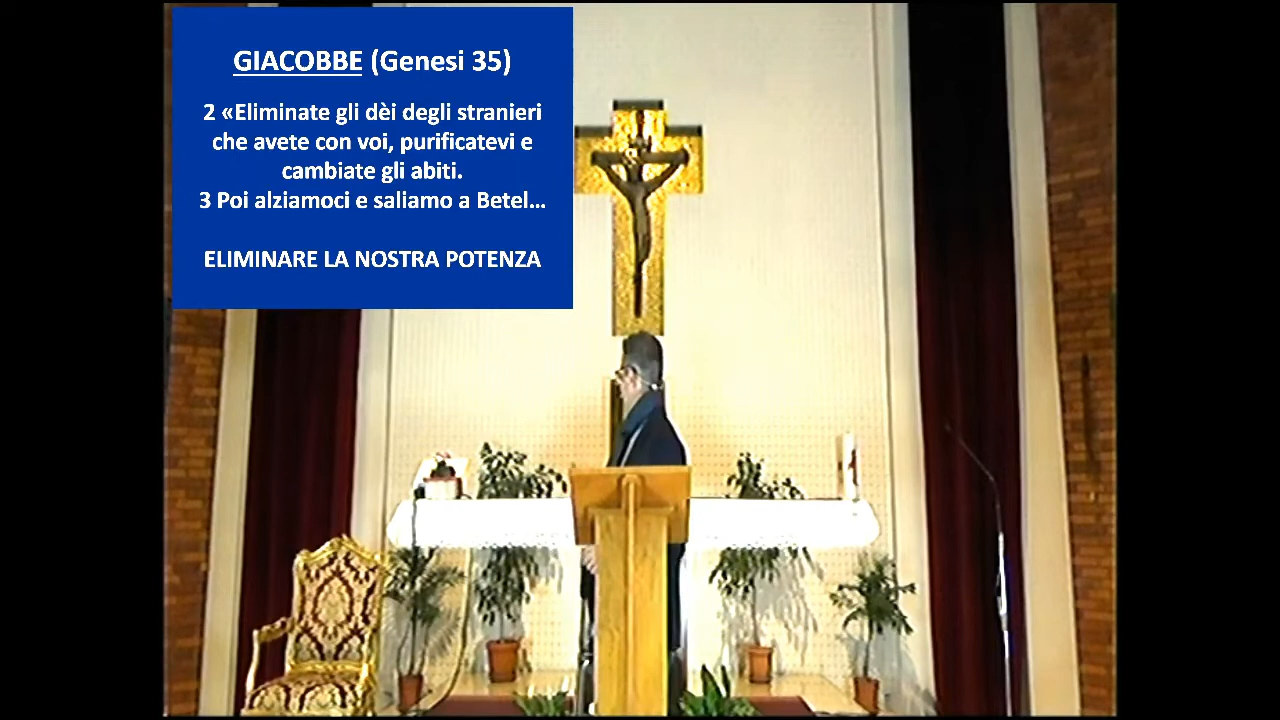 GIACOBBE (Genesi 35)
2 «Eliminate gli dèi degli stranieri
che avete con voi, purificatevi e
cambiate gli abiti.
3 Poi alziamoci e saliamo a Betel...
ELIMINARE LA NOSTRA POTENZA